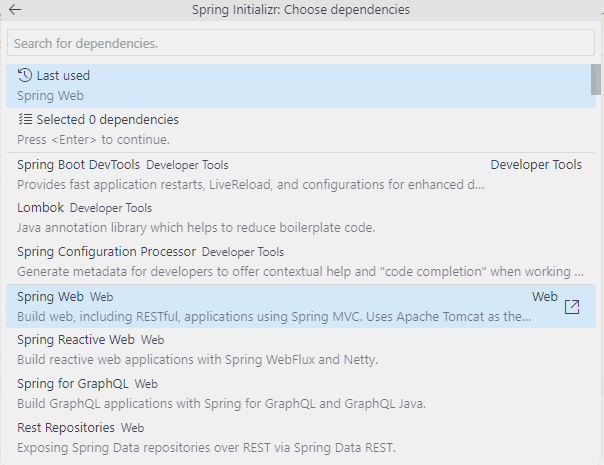 Spring Initializr: Choose dependencies
Search for dependencies.
Last used
Spring Web
Selected 0 dependencies
Press <Enter> to continue.
Spring Boot DevTools Developer Tools Developer Tools
Provides fast application restarts, LiveReload, and configurations for enhanced d...
Lombok Developer Tools
Java annotation library which helps to reduce boilerplate code.
Spring Configuration Processor Developer Tools
Generate metadata for developers to offer contextual help and "code completion" when working ...
Spring Web Web Web
Build web, including RESTful, applications using Spring MVC. Uses Apache Tomcat as the...
Spring Reactive Web Web
Build reactive web applications with Spring WebFlux and Netty.
Spring for GraphQL Web
Build GraphQL applications with Spring for GraphQL and GraphQL Java.
Rest Repositories Web
Exposing Spring Data repositories over REST via Spring Data REST.